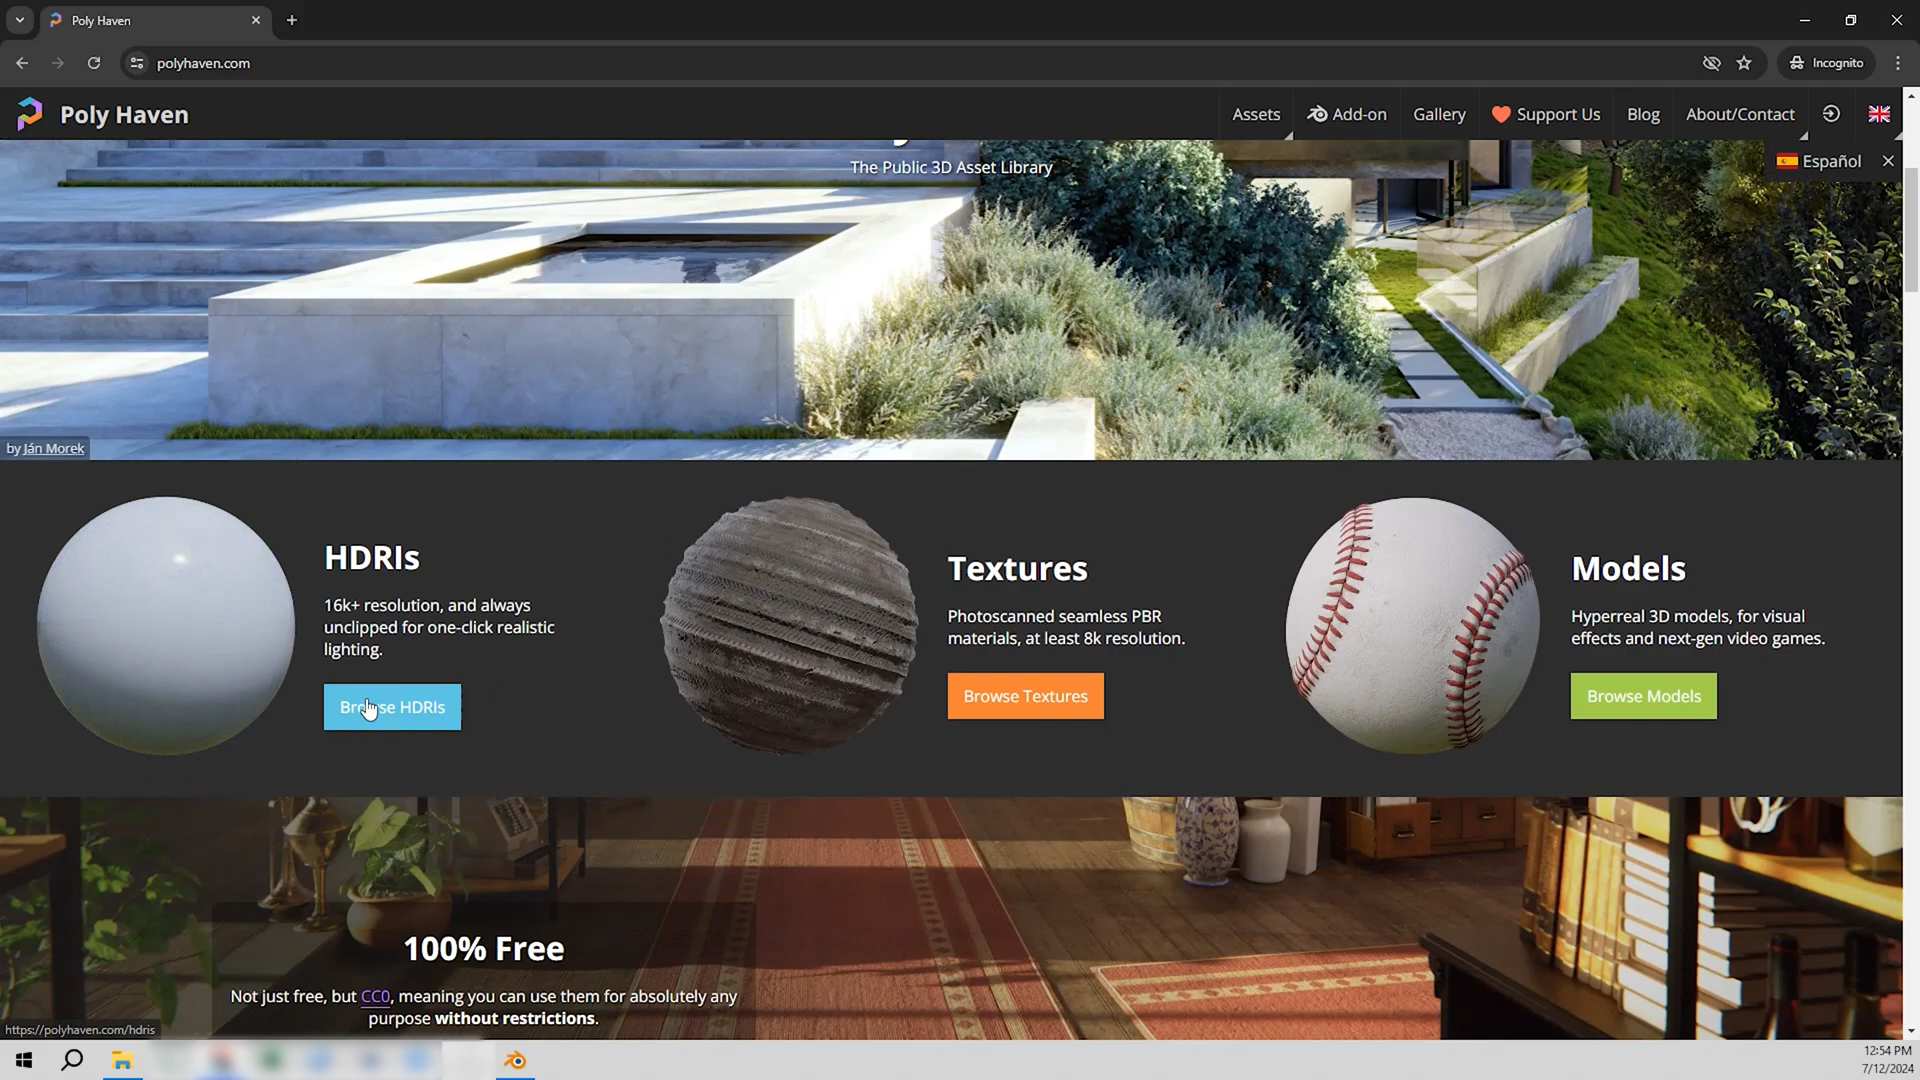 Poly Haven
polyhaven.com
Incognito
Poly Haven
Assets
Add-on
Gallery
Support Us
Blog
About/Contact
The Public 3D Asset Library
Español
by Ján Morek
HDRIs
16k+ resolution, and always
unclipped for one-click realistic
lighting.
Browse HDRIs
Textures
Photoscanned seamless PBR
materials, at least 8k resolution.
Browse Textures
Models
Hyperreal 3D models, for visual
effects and next-gen video games.
Browse Models
100% Free
Not just free, but CC0, meaning you can use them for absolutely any
purpose without restrictions.
https://polyhaven.com/hdris
12:54 PM
7/12/2024